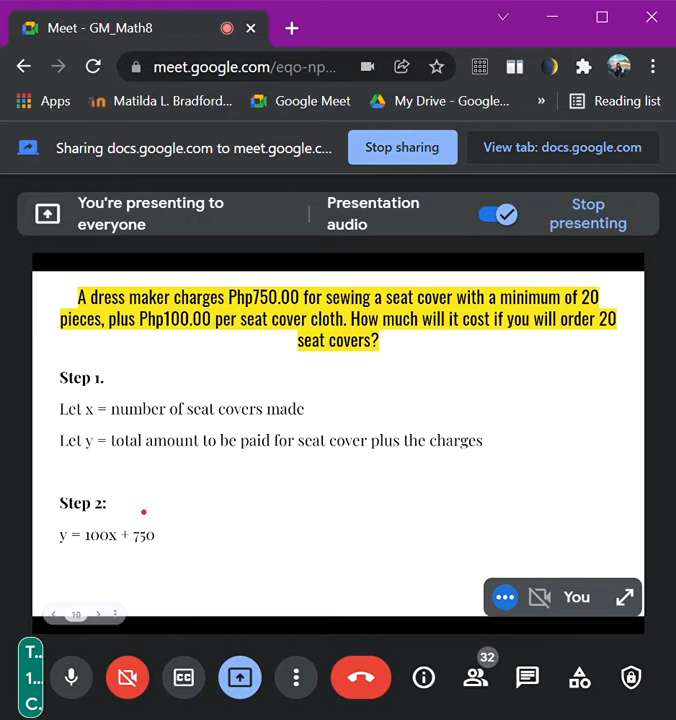 Meet - GM_Math8
meet.google.com/eqo-np...
Apps
Matilda L. Bradford...
Google Meet
My Drive - Google...
»
Reading list
Sharing docs.google.com to meet.google.c...
Stop sharing
View tab: docs.google.com
You're presenting to
everyone
Presentation
audio
Stop
presenting
A dress maker charges Php750.00 for sewing a seat cover with a minimum of 20
pieces, plus Php100.00 per seat cover cloth. How much will it cost if you will order 20
seat covers?
Step 1.
Let x = number of seat covers made
Let y = total amount to be paid for seat cover plus the charges
Step 2:
y = 100x + 750
You
10
T..
1...
C.
CC
32